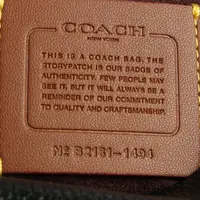 COACH
NEW YORK
THIS IS A COACH BAG. THE
STORYPATCH IS OUR BADGE OF
AUTHENTICITY. FEW PEOPLE MAY
SEE IT. BUT IT WILL ALWAYS BE A
REMINDER OF OUR COMMITMENT
TO QUALITY AND CRAFTSMANSHIP.
Nº B2161-1494